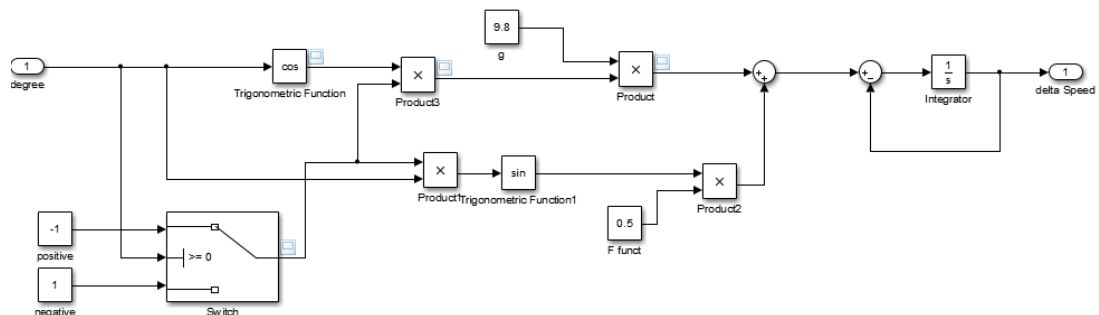 9.8
g
1
degree
cos
Trigonometric Function
×
Product3
×
Product
+
+
+
−
1
s
Integrator
1
delta Speed
×
Product1
sin
Trigonometric Function1
×
Product2
0.5
F funct
-1
positive
>= 0
1
negative
Switch